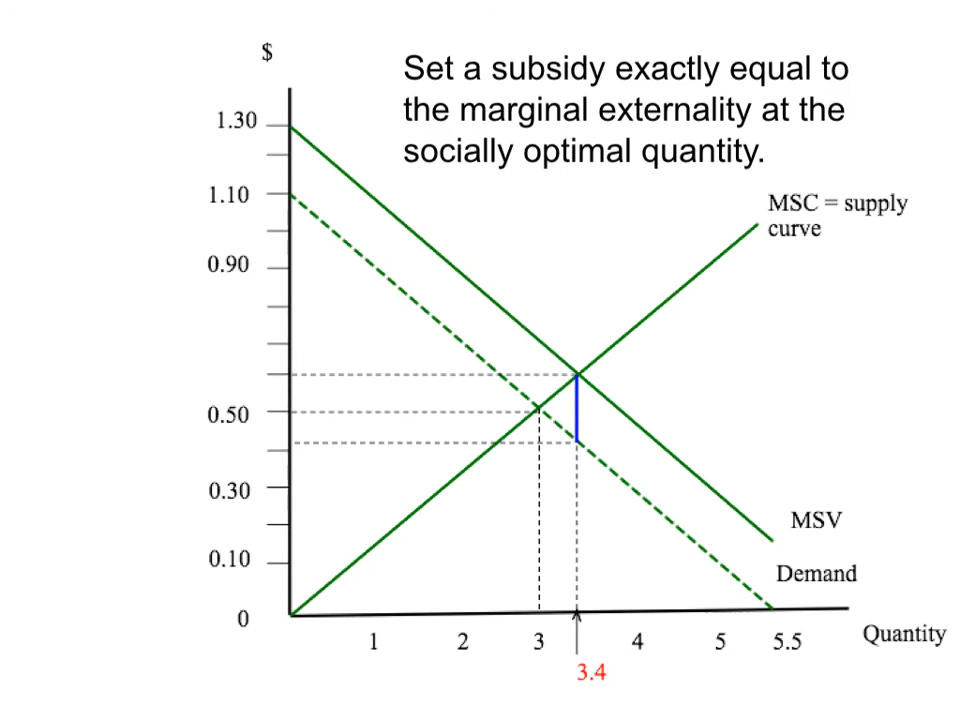 $
Set a subsidy exactly equal to
the marginal externality at the
socially optimal quantity.
1.30
1.10
MSC = supply
curve
0.90
0.50
0.30
MSV
0.10
Demand
0
1 2 3 4 5 5.5 Quantity
3.4